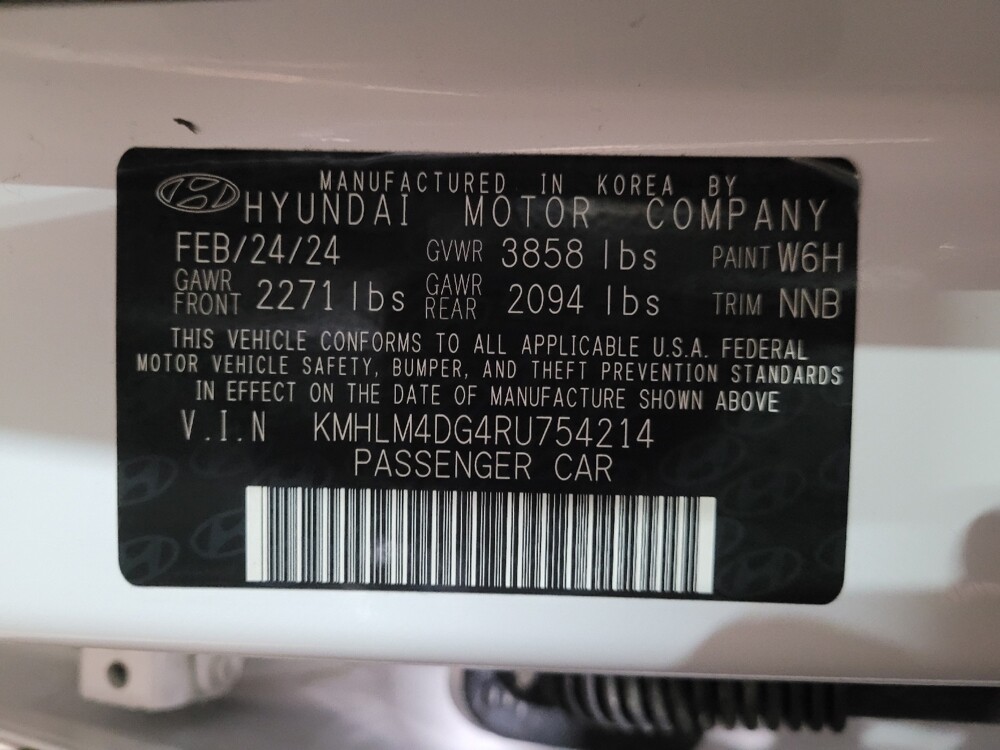 MANUFACTURED IN KOREA BY
HYUNDAI MOTOR COMPANY
FEB/24/24 GVWR 3858 lbs PAINT W6H
GAWR FRONT 2271 lbs GAWR REAR 2094 lbs TRIM NNB
THIS VEHICLE CONFORMS TO ALL APPLICABLE U.S.A. FEDERAL
MOTOR VEHICLE SAFETY, BUMPER, AND THEFT PREVENTION STANDARDS
IN EFFECT ON THE DATE OF MANUFACTURE SHOWN ABOVE
V.I.N KMHLM4DG4RU754214
PASSENGER CAR